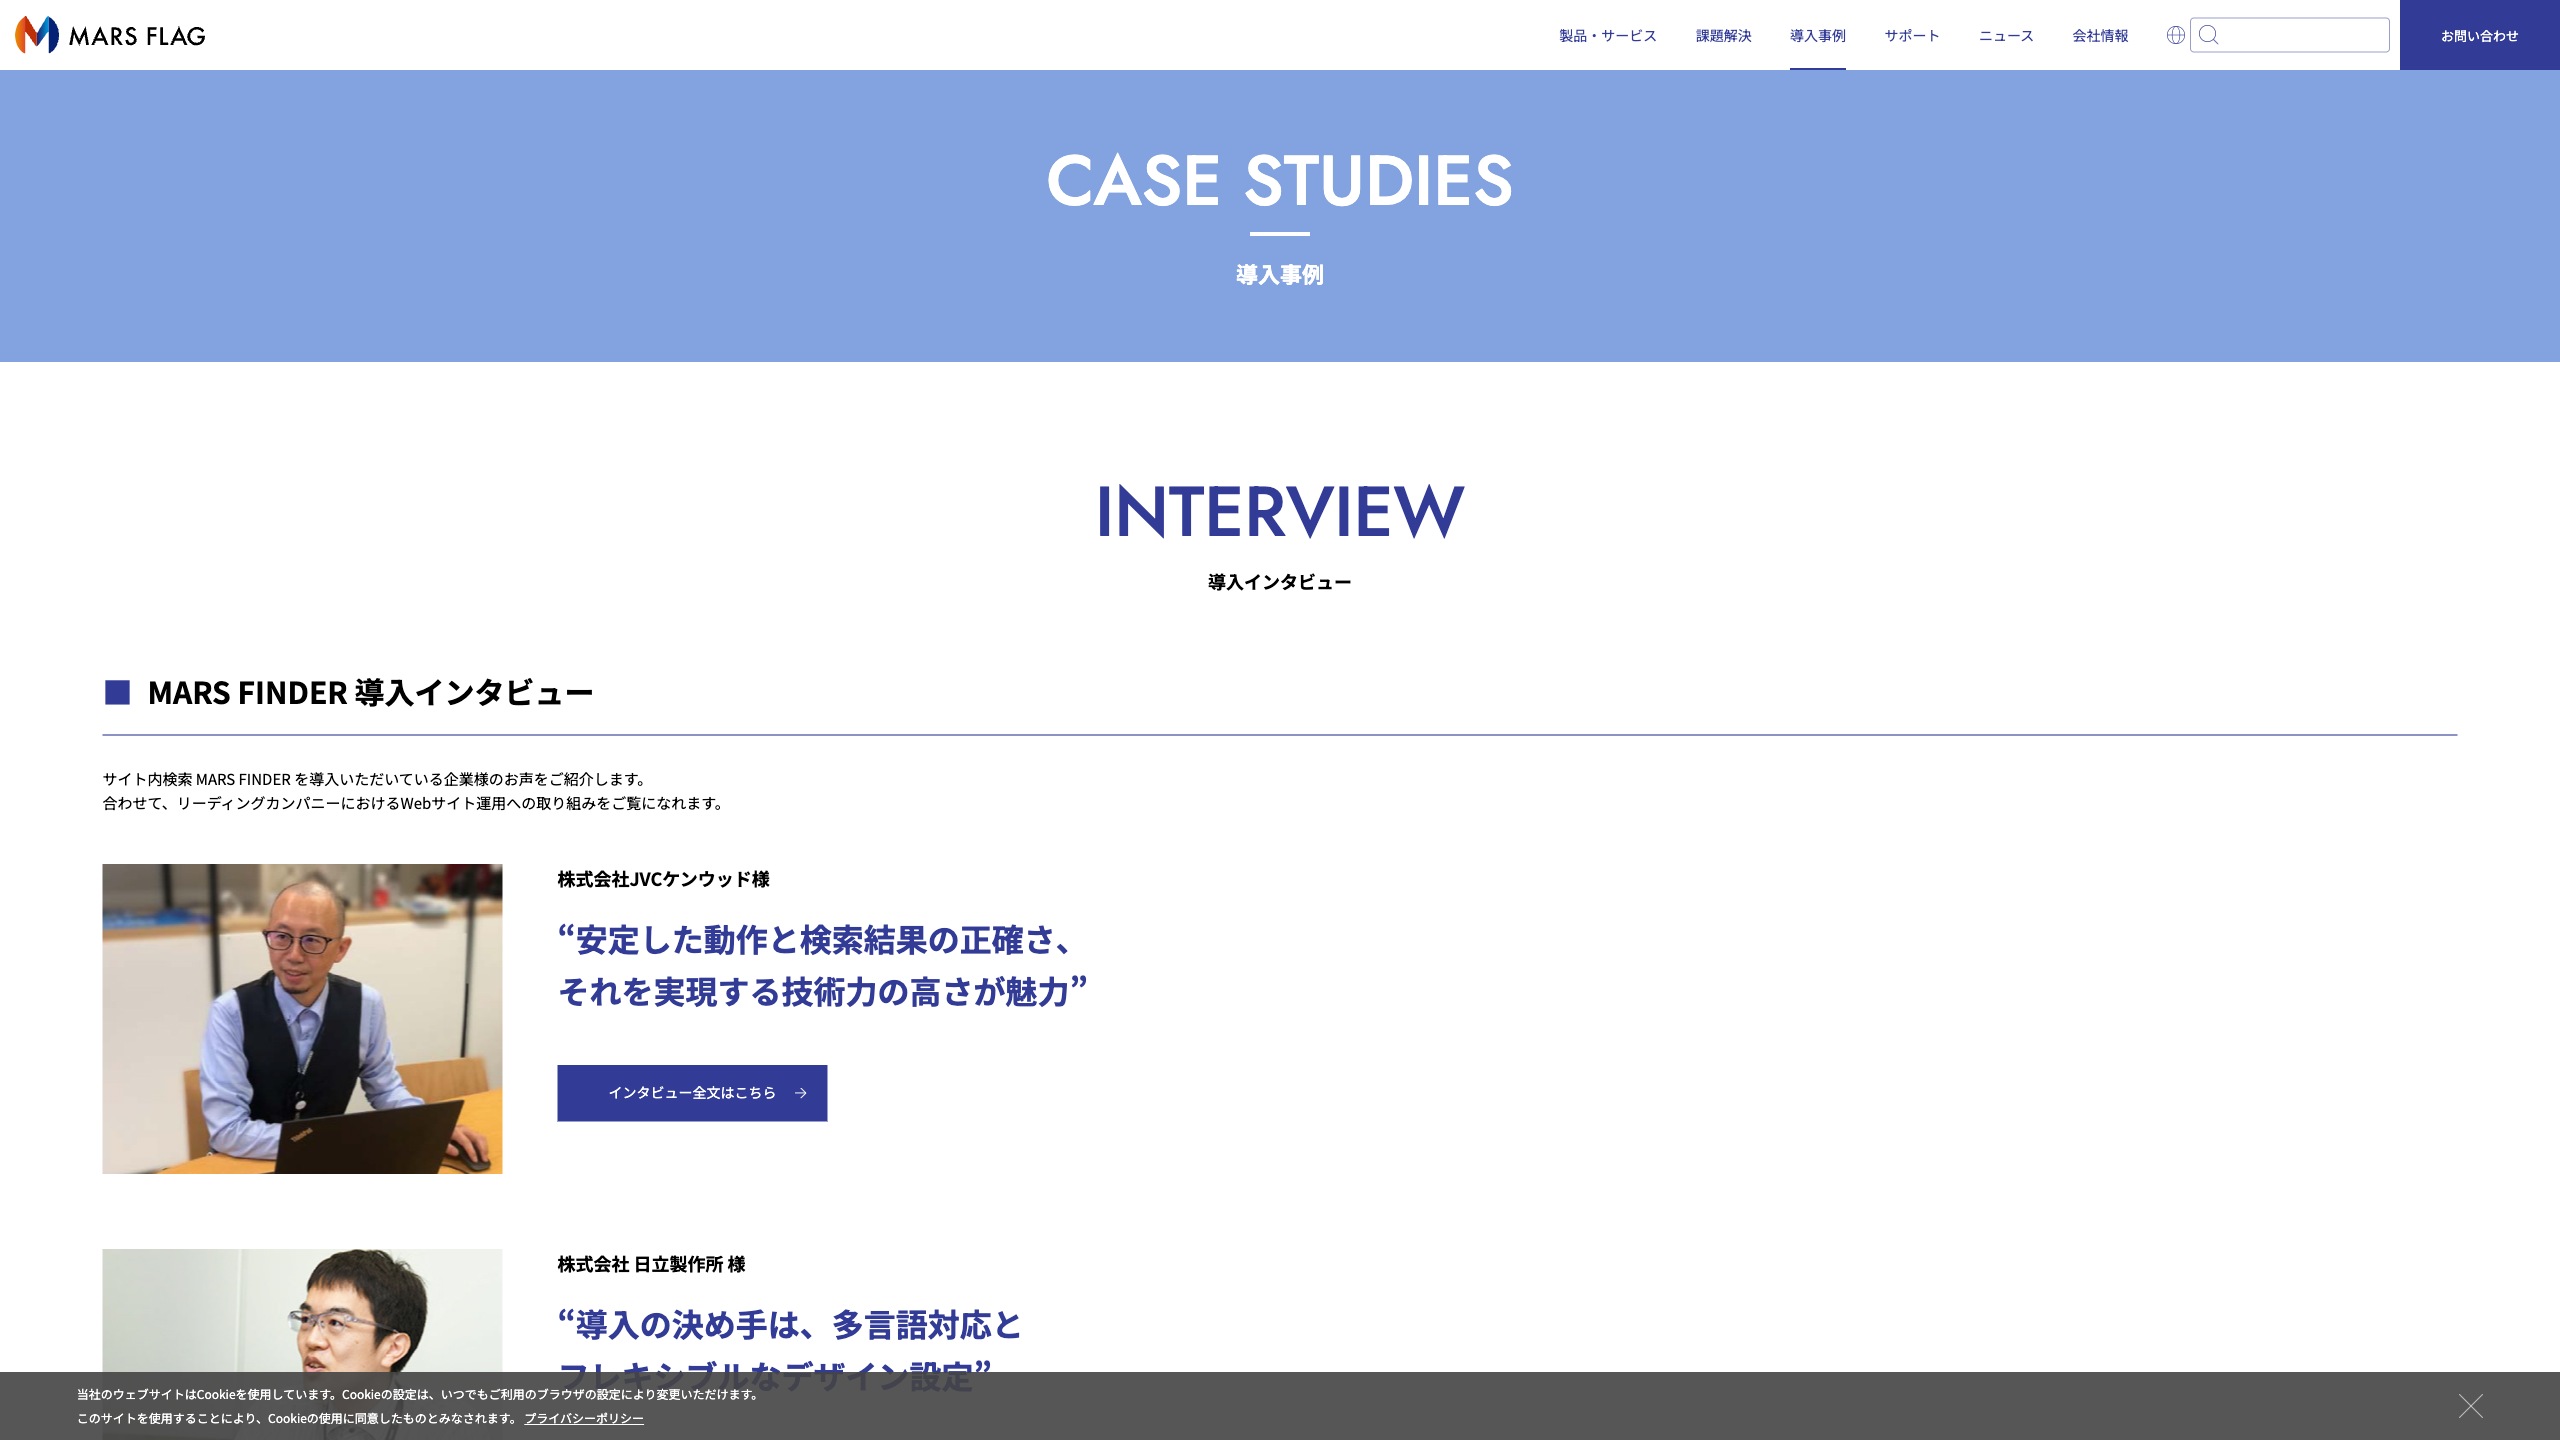 MARS FLAG
製品・サービス
課題解決
導入事例
サポート
ニュース
会社情報
お問い合わせ
CASE STUDIES
導入事例
INTERVIEW
導入インタビュー
MARS FINDER 導入インタビュー
サイト内検索 MARS FINDER を導入いただいている企業様のお声をご紹介します。
合わせて、リーディングカンパニーにおけるWebサイト運用への取り組みをご覧になれます。
株式会社JVCケンウッド様
“安定した動作と検索結果の正確さ、
それを実現する技術力の高さが魅力”
インタビュー全文はこちら
ThinkPad
株式会社 日立製作所 様
“導入の決め手は、多言語対応と
フレキシブルなデザイン設定”
当社のウェブサイトはCookieを使用しています。Cookieの設定は、いつでもご利用のブラウザの設定により変更いただけます。
このサイトを使用することにより、Cookieの使用に同意したものとみなされます。 プライバシーポリシー